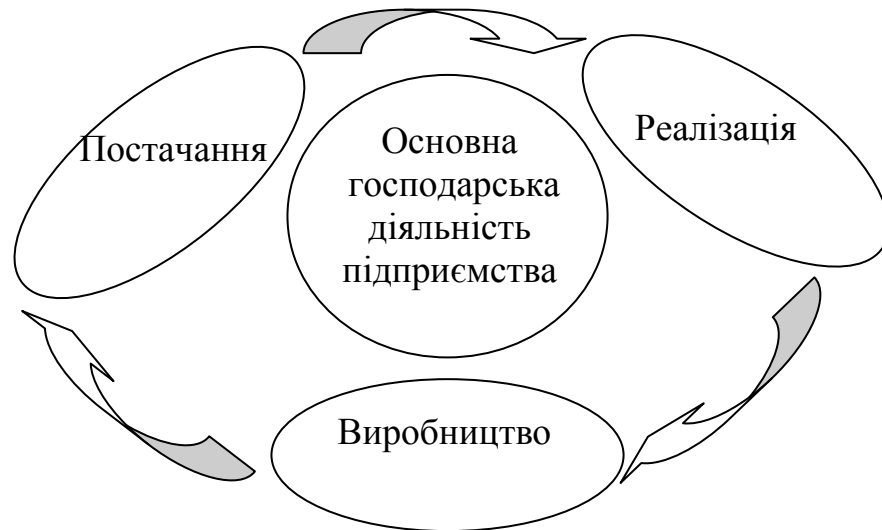 Постачання
Основна
господарська
діяльність
підприємства
Реалізація
Виробництво